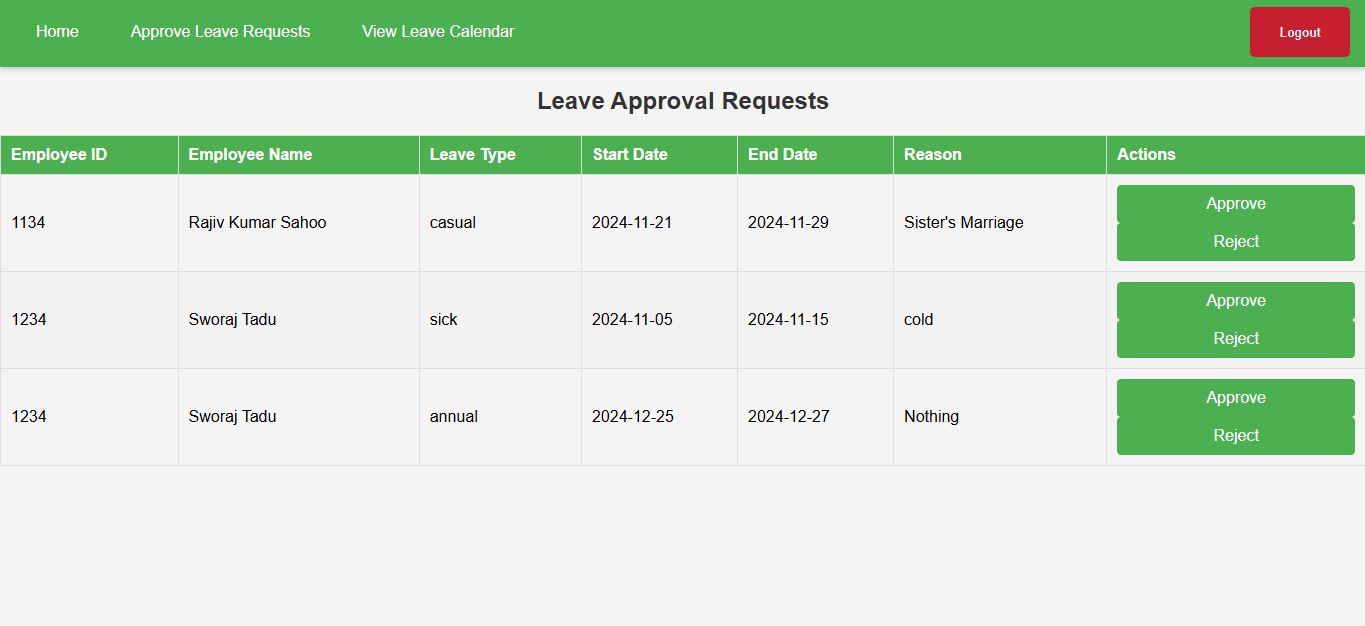 Home Approve Leave Requests View Leave Calendar Logout
Leave Approval Requests
Employee ID Employee Name Leave Type Start Date End Date Reason Actions
1134 Rajiv Kumar Sahoo casual 2024-11-21 2024-11-29 Sister's Marriage Approve
Reject
1234 Sworaj Tadu sick 2024-11-05 2024-11-15 cold Approve
Reject
1234 Sworaj Tadu annual 2024-12-25 2024-12-27 Nothing Approve
Reject